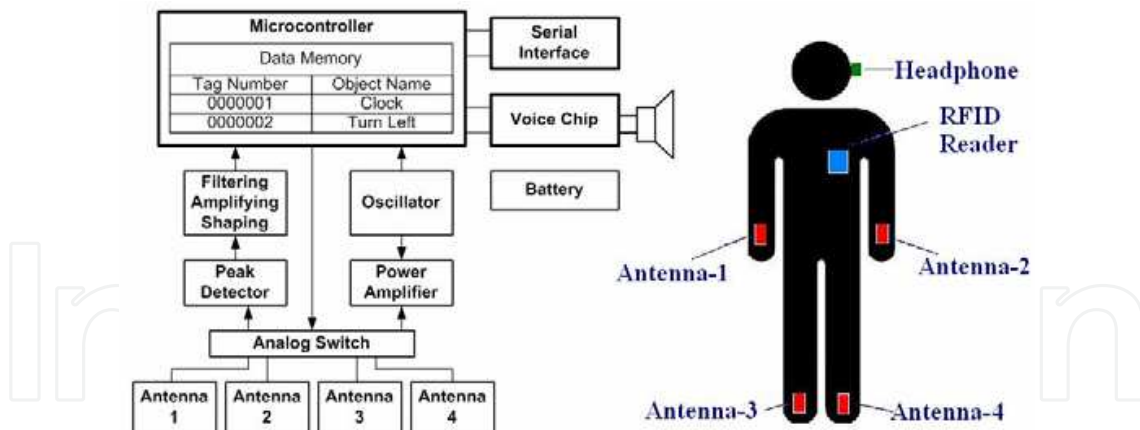 Microcontroller
Data Memory
Tag Number Object Name
0000001 Clock
0000002 Turn Left
Serial
Interface
Voice Chip
Battery
Filtering
Amplifying
Shaping
Oscillator
Peak
Detector
Power
Amplifier
Analog Switch
Antenna
1
Antenna
2
Antenna
3
Antenna
4
Headphone
RFID
Reader
Antenna-1
Antenna-2
Antenna-3
Antenna-4